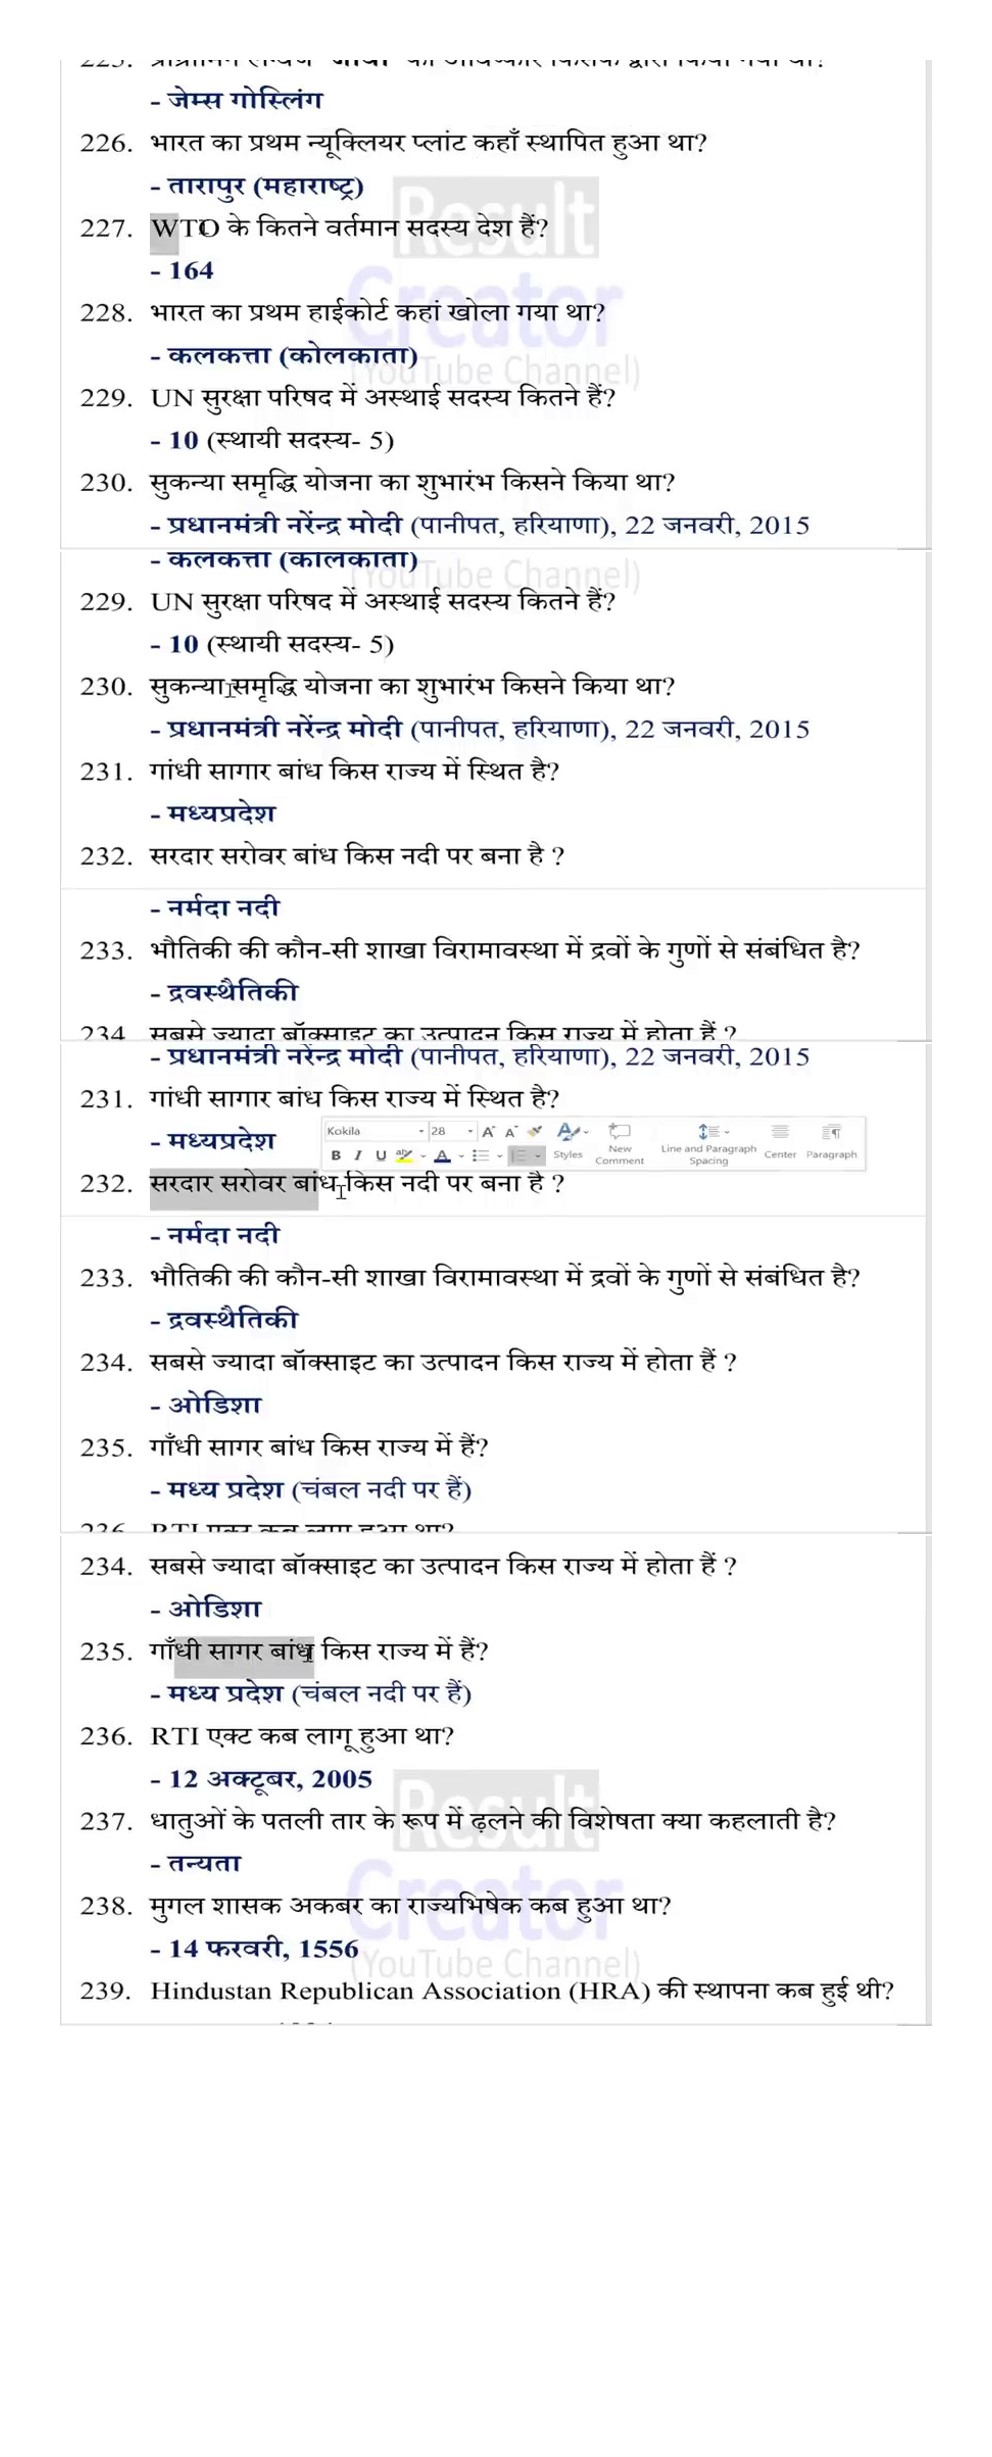 - जेम्स गोस्लिंग
226. भारत का प्रथम न्यूक्लियर प्लांट कहाँ स्थापित हुआ था?
- तारापुर (महाराष्ट्र)
Result
227. WTO के कितने वर्तमान सदस्य देश हैं?
- 164
Creator
228. भारत का प्रथम हाईकोर्ट कहां खोला गया था?
- कलकत्ता (कोलकाता)
(YouTube Channel)
229. UN सुरक्षा परिषद में अस्थाई सदस्य कितने हैं?
- 10 (स्थायी सदस्य- 5)
230. सुकन्या समृद्धि योजना का शुभारंभ किसने किया था?
- प्रधानमंत्री नरेंन्द्र मोदी (पानीपत, हरियाणा), 22 जनवरी, 2015
- कलकत्ता (कोलकाता)
(YouTube Channel)
229. UN सुरक्षा परिषद में अस्थाई सदस्य कितने हैं?
- 10 (स्थायी सदस्य- 5)
230. सुकन्या समृद्धि योजना का शुभारंभ किसने किया था?
- प्रधानमंत्री नरेंन्द्र मोदी (पानीपत, हरियाणा), 22 जनवरी, 2015
231. गांधी सागार बांध किस राज्य में स्थित है?
- मध्यप्रदेश
232. सरदार सरोवर बांध किस नदी पर बना है ?
- नर्मदा नदी
233. भौतिकी की कौन-सी शाखा विरामावस्था में द्रवों के गुणों से संबंधित है?
- द्रवस्थैतिकी
234. सबसे ज्यादा बॉक्साइट का उत्पादन किस राज्य में होता हैं ?
- प्रधानमंत्री नरेंन्द्र मोदी (पानीपत, हरियाणा), 22 जनवरी, 2015
231. गांधी सागार बांध किस राज्य में स्थित है?
Kokila 28
- मध्यप्रदेश
B I U Styles New Comment Line and Paragraph Spacing Center Paragraph
232. सरदार सरोवर बांध किस नदी पर बना है ?
- नर्मदा नदी
233. भौतिकी की कौन-सी शाखा विरामावस्था में द्रवों के गुणों से संबंधित है?
- द्रवस्थैतिकी
234. सबसे ज्यादा बॉक्साइट का उत्पादन किस राज्य में होता हैं ?
- ओडिशा
235. गाँधी सागर बांध किस राज्य में हैं?
- मध्य प्रदेश (चंबल नदी पर हैं)
236. RTI एक्ट कब लागू हुआ था?
234. सबसे ज्यादा बॉक्साइट का उत्पादन किस राज्य में होता हैं ?
- ओडिशा
235. गाँधी सागर बांध किस राज्य में हैं?
- मध्य प्रदेश (चंबल नदी पर हैं)
236. RTI एक्ट कब लागू हुआ था?
- 12 अक्टूबर, 2005
Result
237. धातुओं के पतली तार के रूप में ढ़लने की विशेषता क्या कहलाती है?
- तन्यता
Creator
238. मुगल शासक अकबर का राज्यभिषेक कब हुआ था?
- 14 फरवरी, 1556
(YouTube Channel)
239. Hindustan Republican Association (HRA) की स्थापना कब हुई थी?